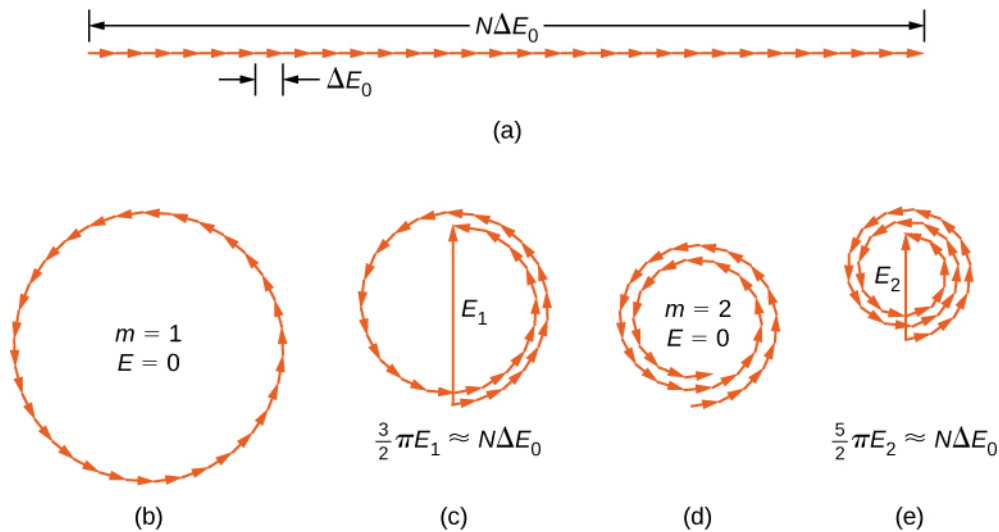 NΔE₀
ΔE₀
(a)
m = 1
E = 0
E₁
m = 2
E = 0
E₂
3/2 πE₁ ≈ NΔE₀
5/2 πE₂ ≈ NΔE₀
(b)
(c)
(d)
(e)